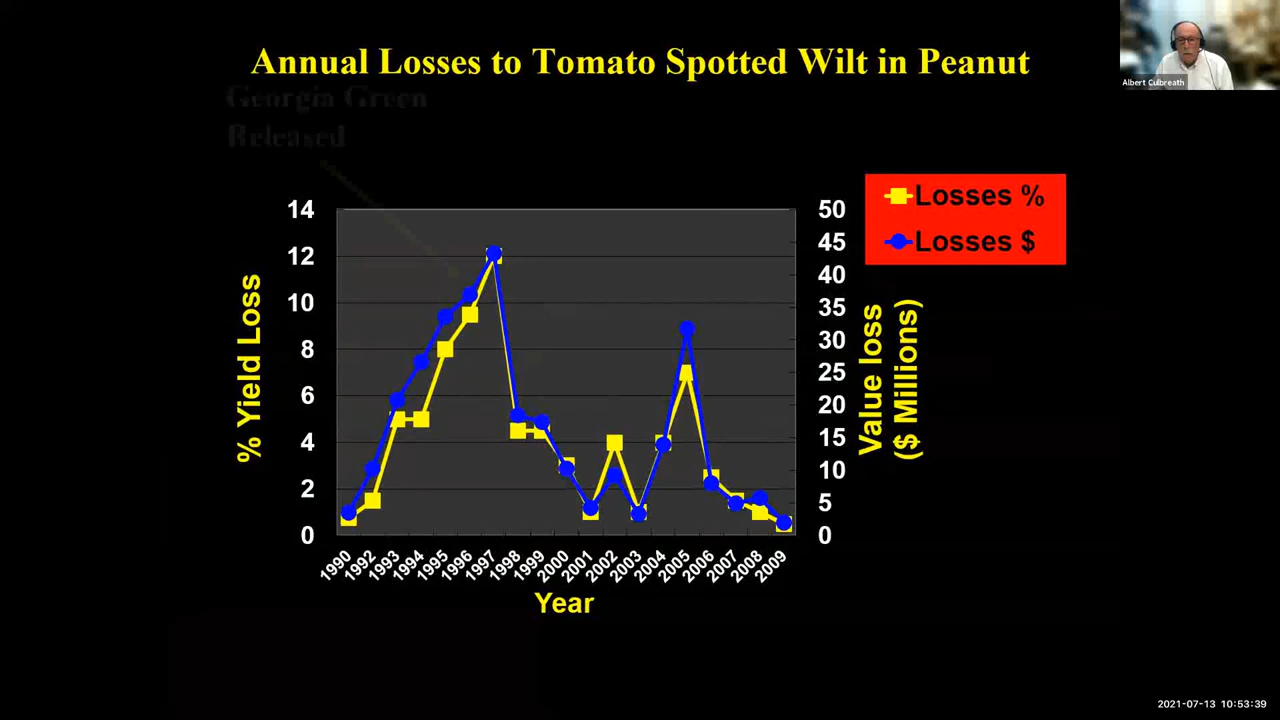 Annual Losses to Tomato Spotted Wilt in Peanut
Albert Culbreath
Georgia Green
Released
Losses %
Losses $
14
12
10
8
6
4
2
0
% Yield Loss
50
45
40
35
30
25
20
15
10
5
0
Value loss
($ Millions)
1990 1992 1993 1994 1995 1996 1997 1998 1999 2000 2001 2002 2003 2004 2005 2006 2007 2008 2009
Year
2021-07-13 10:53:39